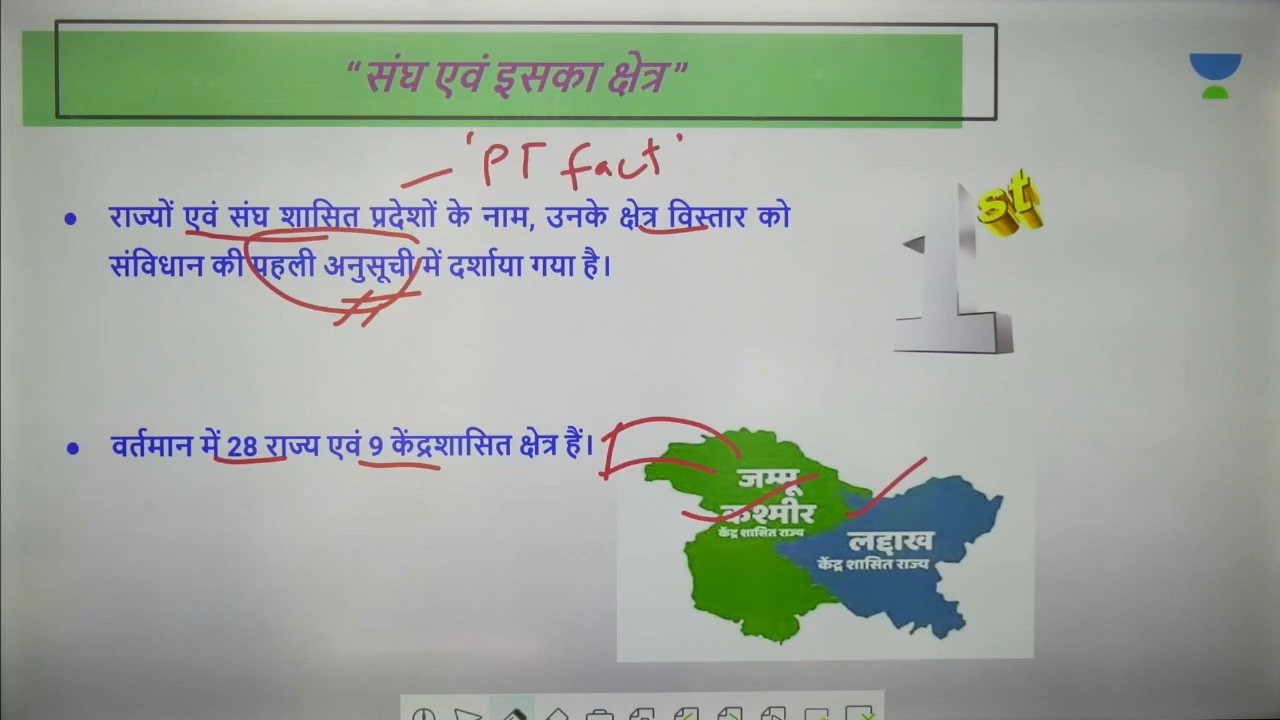 “संघ एवं इसका क्षेत्र”
'PT fact'
राज्यों एवं संघ शासित प्रदेशों के नाम, उनके क्षेत्र विस्तार को
संविधान की पहली अनुसूची में दर्शाया गया है।
1st
वर्तमान में 28 राज्य एवं 9 केंद्रशासित क्षेत्र हैं।
जम्मू
कश्मीर
केंद्र शासित राज्य
लद्दाख
केंद्र शासित राज्य